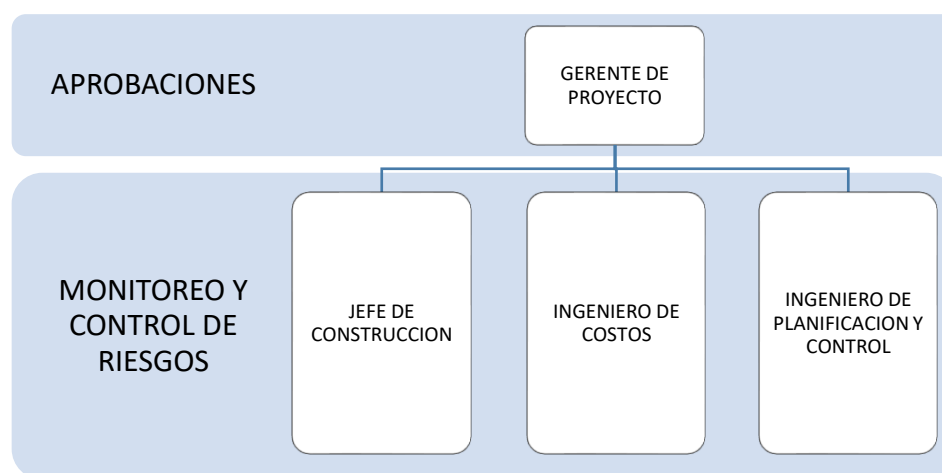 APROBACIONES
GERENTE DE
PROYECTO
MONITOREO Y
CONTROL DE
RIESGOS
JEFE DE
CONSTRUCCION
INGENIERO DE
COSTOS
INGENIERO DE
PLANIFICACION Y
CONTROL